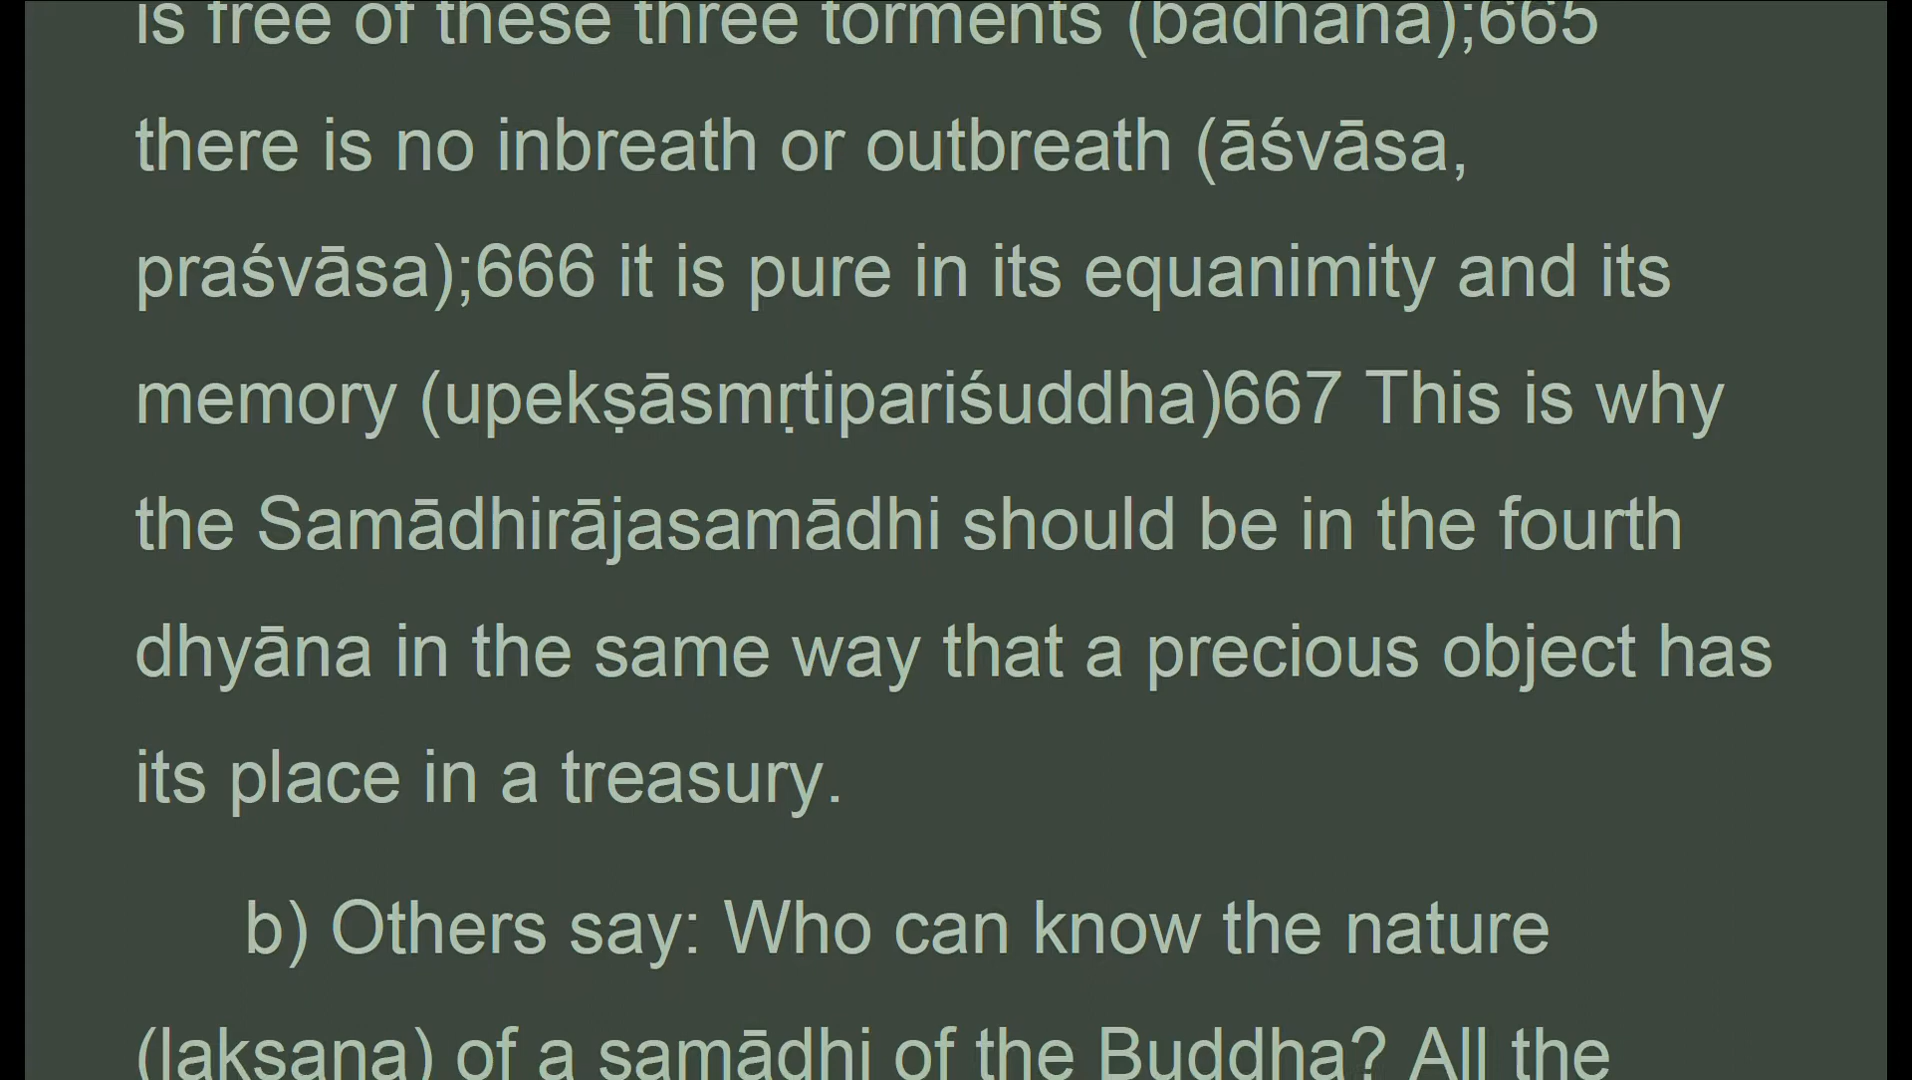 is free of these three torments (bādhana);665
there is no inbreath or outbreath (āśvāsa,
praśvāsa);666 it is pure in its equanimity and its
memory (upekṣāsmṛtipariśuddha)667 This is why
the Samādhirājasamādhi should be in the fourth
dhyāna in the same way that a precious object has
its place in a treasury.
b) Others say: Who can know the nature
(lakṣaṇa) of a samādhi of the Buddha? All the